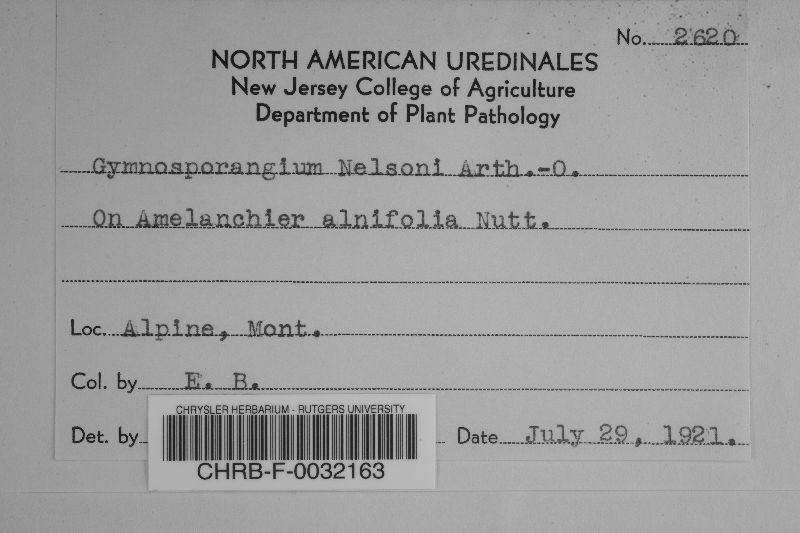 No. 2620
NORTH AMERICAN UREDINALES
New Jersey College of Agriculture
Department of Plant Pathology
Gymnosporangium Nelsoni Arth.-O.
On Amelanchier alnifolia Nutt.
Loc. Alpine, Mont.
Col. by E. B.
Det. by Date July 29, 1921.
CHRYSLER HERBARIUM - RUTGERS UNIVERSITY
CHRB-F-0032163